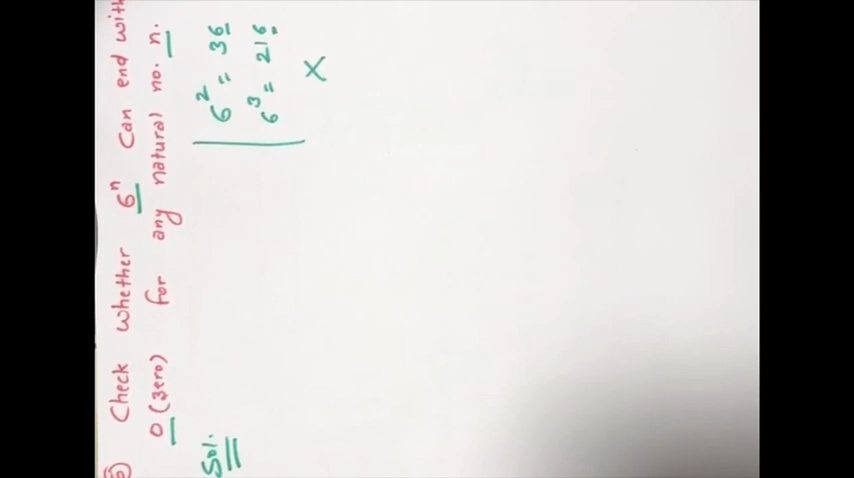 ⑤ Check whether 6ⁿ can end with
0 (zero) for any natural no. n.
Sol.
6² = 36
6³ = 216
X